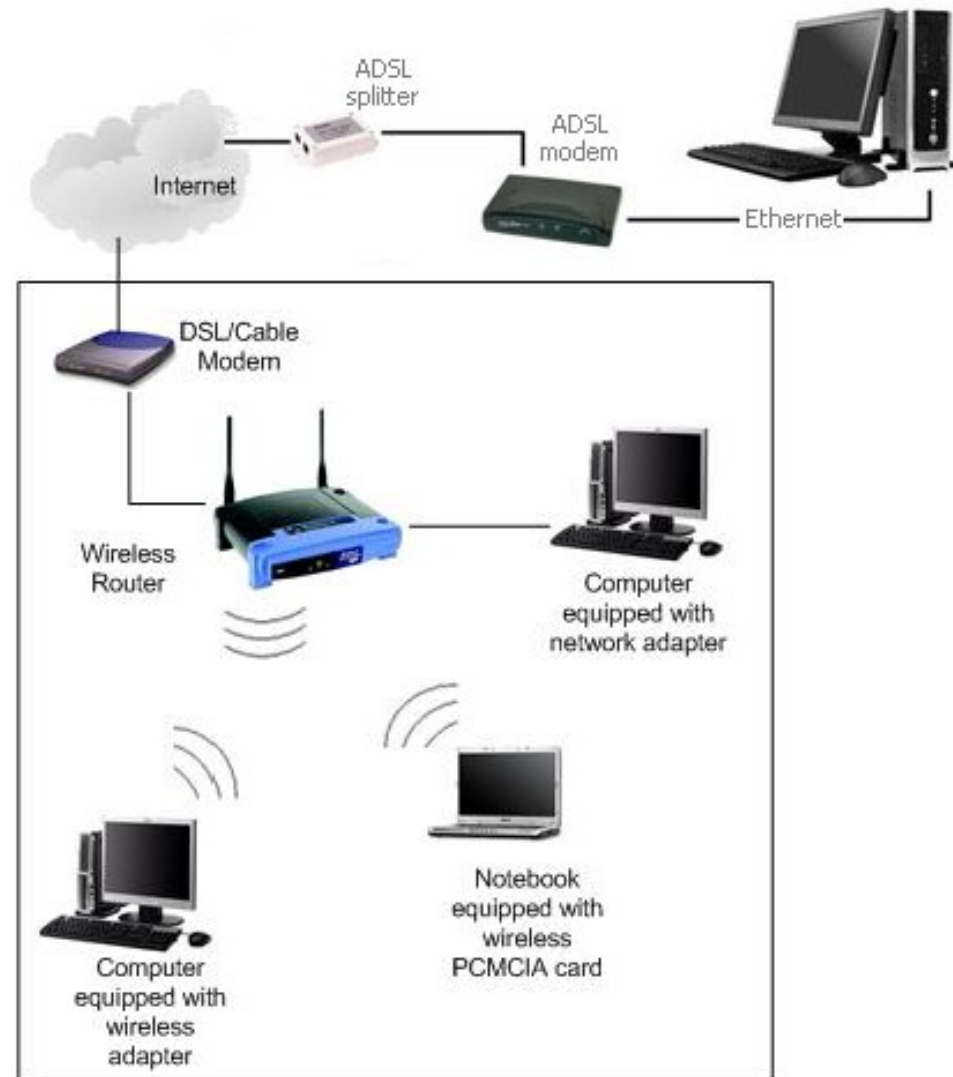 ADSL
splitter
ADSL
modem
Internet
Ethernet
DSL/Cable
Modem
Wireless
Router
Computer
equipped with
network adapter
Notebook
equipped with
wireless
PCMCIA card
Computer
equipped with
wireless
adapter